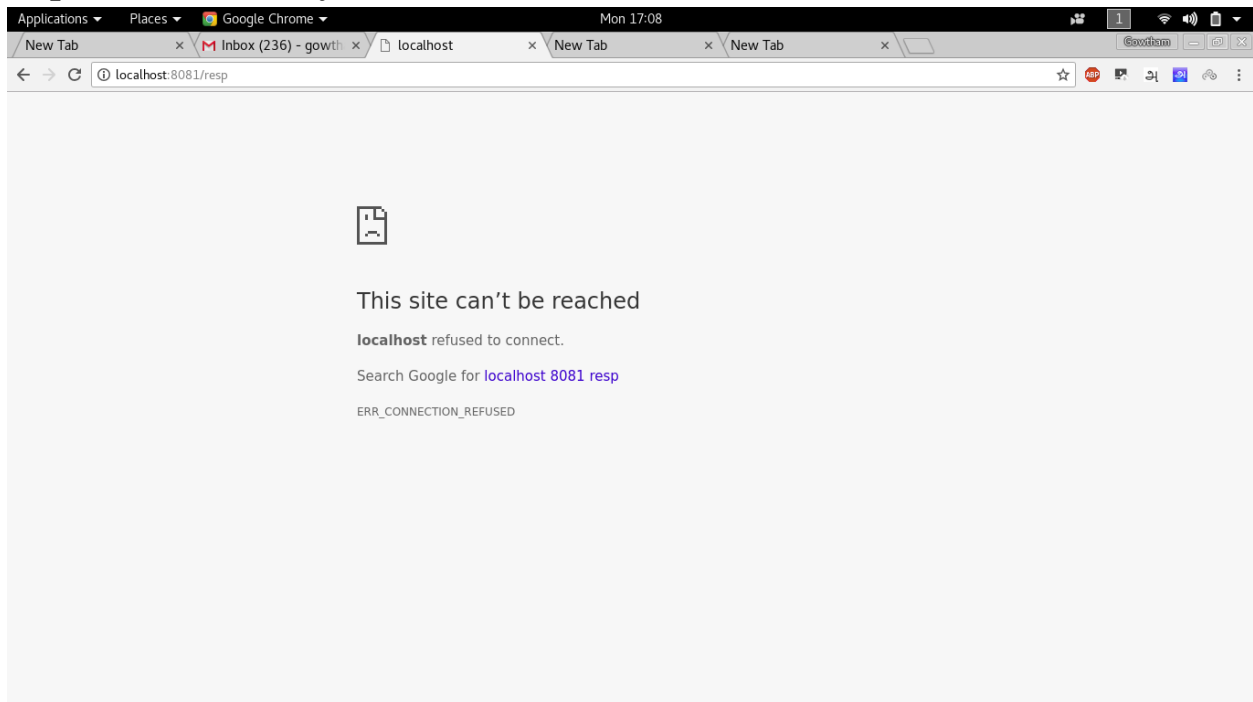 Applications Places Google Chrome Mon 17:08 1
New Tab Inbox (236) - gowth localhost New Tab New Tab Gowtham
localhost:8081/resp ABP அ அ
This site can’t be reached
localhost refused to connect.
Search Google for localhost 8081 resp
ERR_CONNECTION_REFUSED